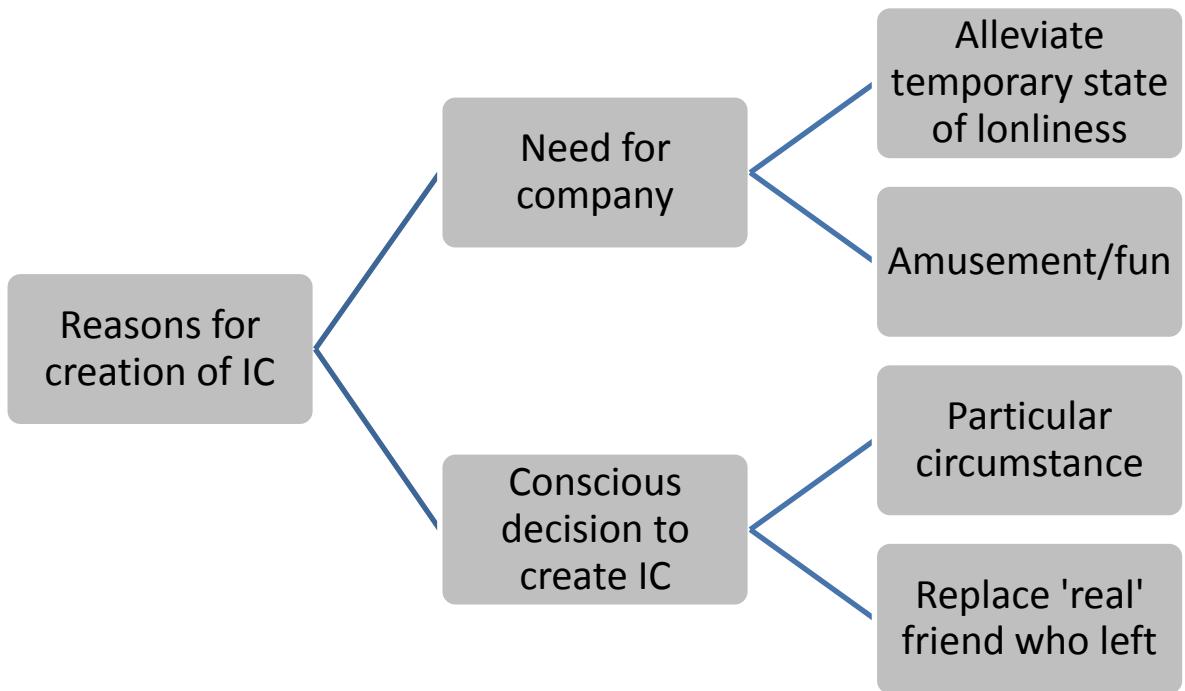 Reasons for
creation of IC
Need for
company
Alleviate
temporary state
of lonliness
Amusement/fun
Conscious
decision to
create IC
Particular
circumstance
Replace 'real'
friend who left